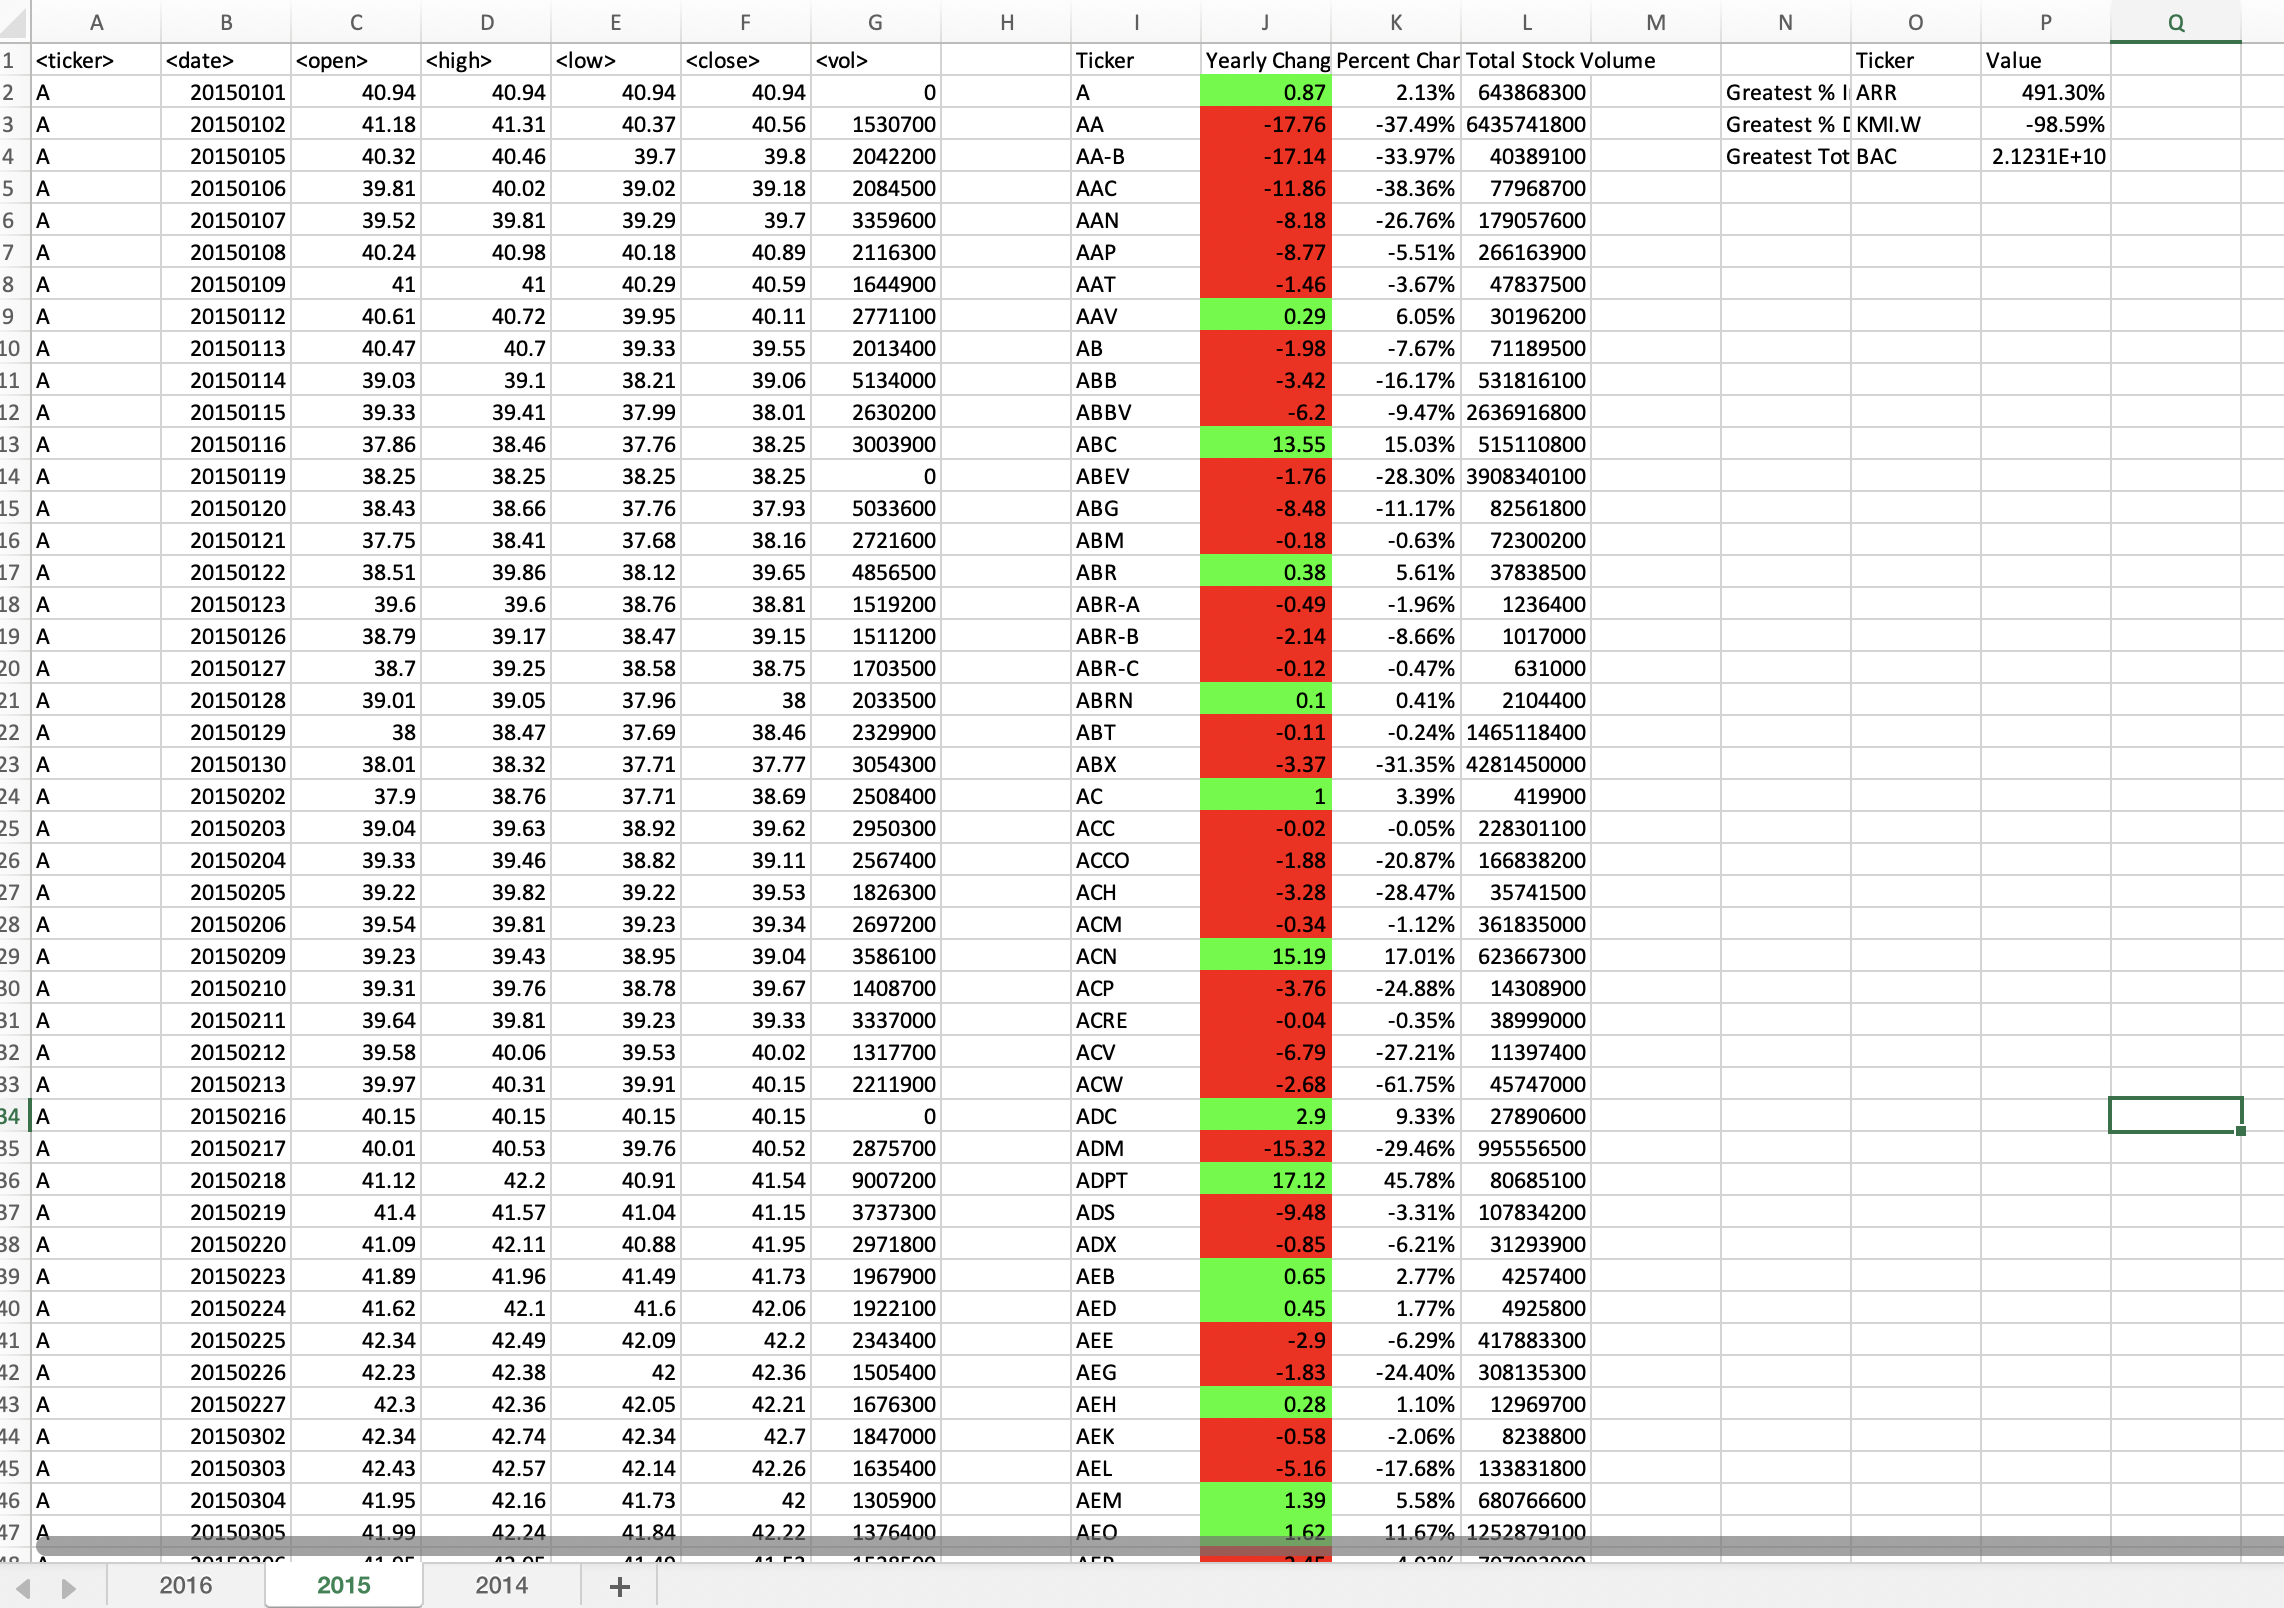 A B C D E F G H I J K L M N O P Q
1 <ticker> <date> <open> <high> <low> <close> <vol> Ticker Yearly Chang Percent Char Total Stock Volume Ticker Value
2 A 20150101 40.94 40.94 40.94 40.94 0 A 0.87 2.13% 643868300 Greatest % I ARR 491.30%
3 A 20150102 41.18 41.31 40.37 40.56 1530700 AA -17.76 -37.49% 6435741800 Greatest % D KMI.W -98.59%
4 A 20150105 40.32 40.46 39.7 39.8 2042200 AA-B -17.14 -33.97% 40389100 Greatest Tot BAC 2.1231E+10
5 A 20150106 39.81 40.02 39.02 39.18 2084500 AAC -11.86 -38.36% 77968700
6 A 20150107 39.52 39.81 39.29 39.7 3359600 AAN -8.18 -26.76% 179057600
7 A 20150108 40.24 40.98 40.18 40.89 2116300 AAP -8.77 -5.51% 266163900
8 A 20150109 41 41 40.29 40.59 1644900 AAT -1.46 -3.67% 47837500
9 A 20150112 40.61 40.72 39.95 40.11 2771100 AAV 0.29 6.05% 30196200
10 A 20150113 40.47 40.7 39.33 39.55 2013400 AB -1.98 -7.67% 71189500
11 A 20150114 39.03 39.1 38.21 39.06 5134000 ABB -3.42 -16.17% 531816100
12 A 20150115 39.33 39.41 37.99 38.01 2630200 ABBV -6.2 -9.47% 2636916800
13 A 20150116 37.86 38.46 37.76 38.25 3003900 ABC 13.55 15.03% 515110800
14 A 20150119 38.25 38.25 38.25 38.25 0 ABEV -1.76 -28.30% 3908340100
15 A 20150120 38.43 38.66 37.76 37.93 5033600 ABG -8.48 -11.17% 82561800
16 A 20150121 37.75 38.41 37.68 38.16 2721600 ABM -0.18 -0.63% 72300200
17 A 20150122 38.51 39.86 38.12 39.65 4856500 ABR 0.38 5.61% 37838500
18 A 20150123 39.6 39.6 38.76 38.81 1519200 ABR-A -0.49 -1.96% 1236400
19 A 20150126 38.79 39.17 38.47 39.15 1511200 ABR-B -2.14 -8.66% 1017000
20 A 20150127 38.7 39.25 38.58 38.75 1703500 ABR-C -0.12 -0.47% 631000
21 A 20150128 39.01 39.05 37.96 38 2033500 ABRN 0.1 0.41% 2104400
22 A 20150129 38 38.47 37.69 38.46 2329900 ABT -0.11 -0.24% 1465118400
23 A 20150130 38.01 38.32 37.71 37.77 3054300 ABX -3.37 -31.35% 4281450000
24 A 20150202 37.9 38.76 37.71 38.69 2508400 AC 1 3.39% 419900
25 A 20150203 39.04 39.63 38.92 39.62 2950300 ACC -0.02 -0.05% 228301100
26 A 20150204 39.33 39.46 38.82 39.11 2567400 ACCO -1.88 -20.87% 166838200
27 A 20150205 39.22 39.82 39.22 39.53 1826300 ACH -3.28 -28.47% 35741500
28 A 20150206 39.54 39.81 39.23 39.34 2697200 ACM -0.34 -1.12% 361835000
29 A 20150209 39.23 39.43 38.95 39.04 3586100 ACN 15.19 17.01% 623667300
30 A 20150210 39.31 39.76 38.78 39.67 1408700 ACP -3.76 -24.88% 14308900
31 A 20150211 39.64 39.81 39.23 39.33 3337000 ACRE -0.04 -0.35% 38999000
32 A 20150212 39.58 40.06 39.53 40.02 1317700 ACV -6.79 -27.21% 11397400
33 A 20150213 39.97 40.31 39.91 40.15 2211900 ACW -2.68 -61.75% 45747000
34 A 20150216 40.15 40.15 40.15 40.15 0 ADC 2.9 9.33% 27890600
35 A 20150217 40.01 40.53 39.76 40.52 2875700 ADM -15.32 -29.46% 995556500
36 A 20150218 41.12 42.2 40.91 41.54 9007200 ADPT 17.12 45.78% 80685100
37 A 20150219 41.4 41.57 41.04 41.15 3737300 ADS -9.48 -3.31% 107834200
38 A 20150220 41.09 42.11 40.88 41.95 2971800 ADX -0.85 -6.21% 31293900
39 A 20150223 41.89 41.96 41.49 41.73 1967900 AEB 0.65 2.77% 4257400
40 A 20150224 41.62 42.1 41.6 42.06 1922100 AED 0.45 1.77% 4925800
41 A 20150225 42.34 42.49 42.09 42.2 2343400 AEE -2.9 -6.29% 417883300
42 A 20150226 42.23 42.38 42 42.36 1505400 AEG -1.83 -24.40% 308135300
43 A 20150227 42.3 42.36 42.05 42.21 1676300 AEH 0.28 1.10% 12969700
44 A 20150302 42.34 42.74 42.34 42.7 1847000 AEK -0.58 -2.06% 8238800
45 A 20150303 42.43 42.57 42.14 42.26 1635400 AEL -5.16 -17.68% 133831800
46 A 20150304 41.95 42.16 41.73 42 1305900 AEM 1.39 5.58% 680766600
47 A 20150305 41.99 42.24 41.84 42.22 1376400 AEO 1.62 11.67% 1252879100
2016 2015 2014 +